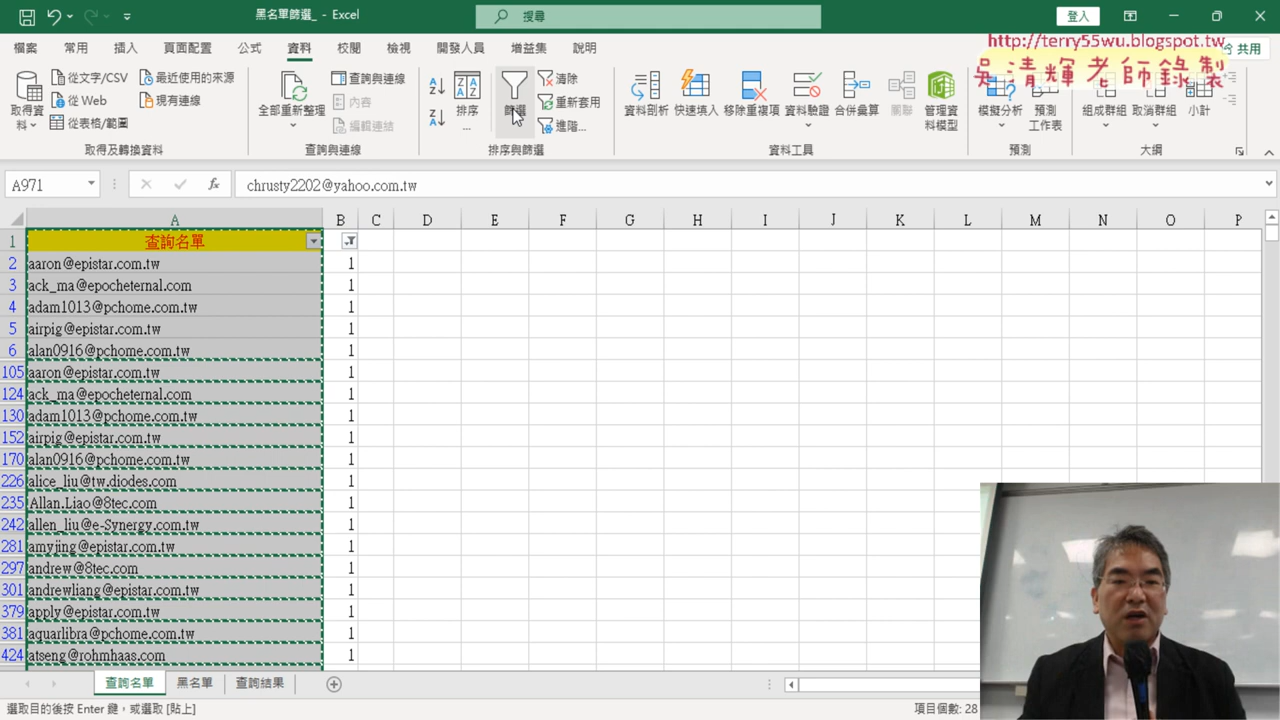 黑名單篩選_ - Excel
搜尋
登入
檔案 常用 插入 頁面配置 公式 資料 校閱 檢視 開發人員 增益集 說明
共用
http://terry55wu.blogspot.tw
吳清輝老師錄製
取得資料
從文字/CSV
從 Web
從表格/範圍
最近使用的來源
現有連線
全部重新整理
查詢與連線
內容
編輯連結
排序
...
篩選
清除
重新套用
進階...
資料剖析
快速填入
移除重複項
資料驗證
合併彙算
關聯
管理資料模型
模擬分析
預測工作表
組成群組
取消群組
小計
取得及轉換資料 查詢與連線 排序與篩選 資料工具 預測 大綱
A971 fx chrusty2202@yahoo.com.tw
A B C D E F G H I J K L M N O P
1 查詢名單
2 aaron@epistar.com.tw 1
3 ack_ma@epocheternal.com 1
4 adam1013@pchome.com.tw 1
5 airpig@epistar.com.tw 1
6 alan0916@pchome.com.tw 1
105 aaron@epistar.com.tw 1
124 ack_ma@epocheternal.com 1
130 adam1013@pchome.com.tw 1
152 airpig@epistar.com.tw 1
170 alan0916@pchome.com.tw 1
226 alice_liu@tw.diodes.com 1
235 Allan.Liao@8tec.com 1
242 allen_liu@e-Synergy.com.tw 1
281 amyjing@epistar.com.tw 1
297 andrew@8tec.com 1
301 andrewliang@epistar.com.tw 1
379 apply@epistar.com.tw 1
381 aquarlibra@pchome.com.tw 1
424 atseng@rohmhaas.com 1
查詢名單 黑名單 查詢結果
選取目的後按 Enter 鍵，或選取 [貼上]
項目個數: 28